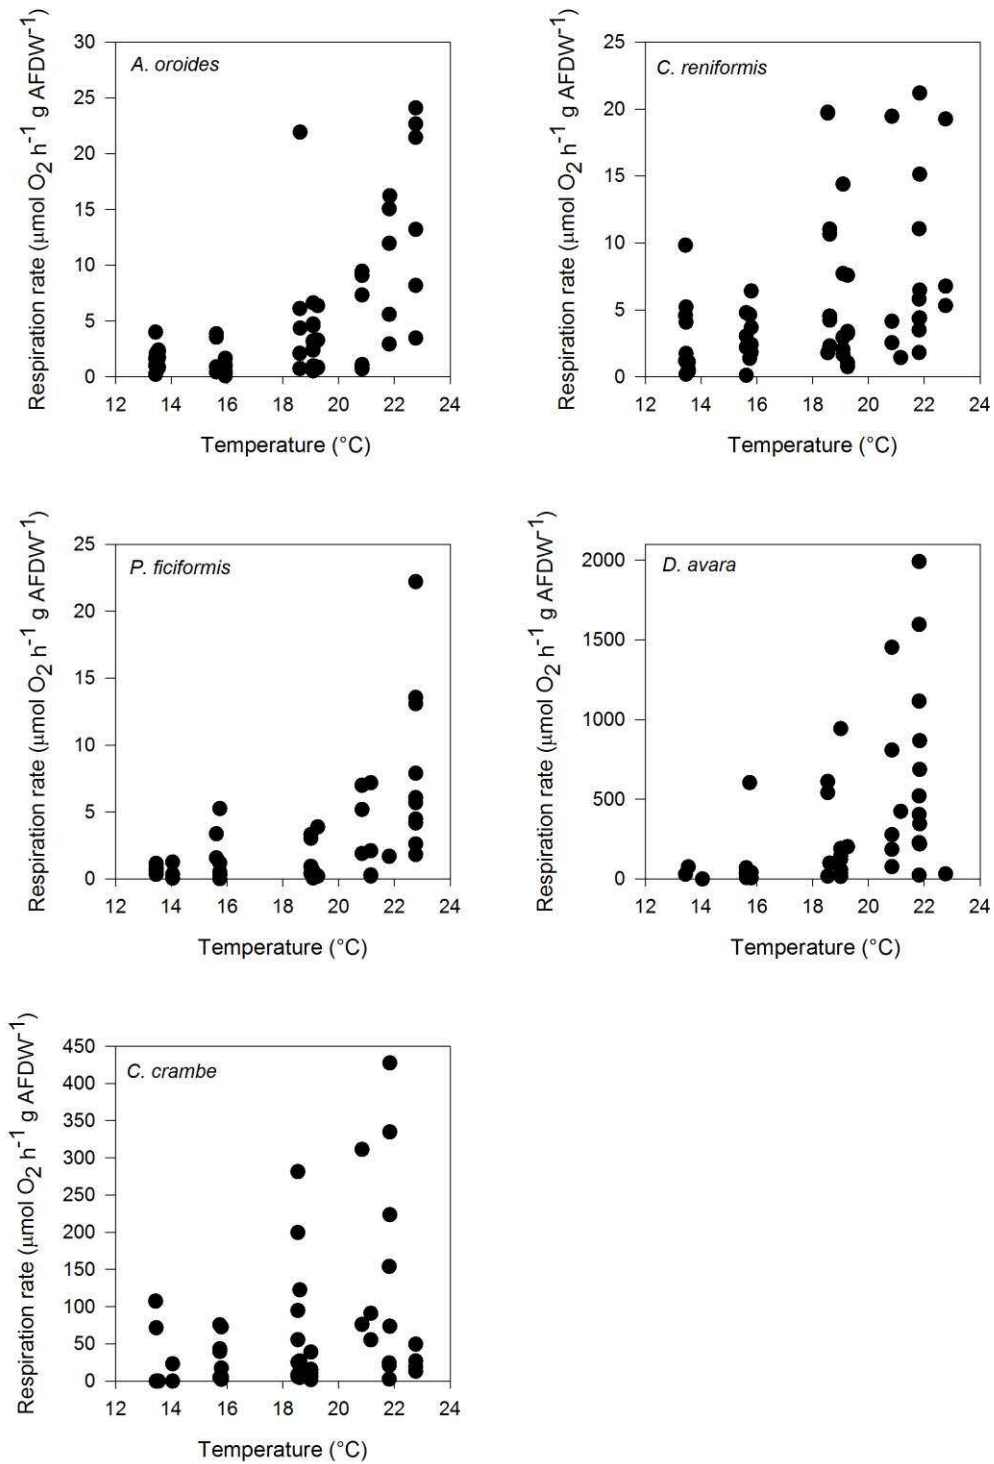 A. oroides
Respiration rate (µmol O2 h-1 g AFDW-1)
30
25
20
15
10
5
0
12 14 16 18 20 22 24
Temperature (°C)
C. reniformis
Respiration rate (µmol O2 h-1 g AFDW-1)
25
20
15
10
5
0
12 14 16 18 20 22 24
Temperature (°C)
P. ficiformis
Respiration rate (µmol O2 h-1 g AFDW-1)
25
20
15
10
5
0
12 14 16 18 20 22 24
Temperature (°C)
D. avara
Respiration rate (µmol O2 h-1 g AFDW-1)
2000
1500
1000
500
0
12 14 16 18 20 22 24
Temperature (°C)
C. crambe
Respiration rate (µmol O2 h-1 g AFDW-1)
450
400
350
300
250
200
150
100
50
0
12 14 16 18 20 22 24
Temperature (°C)